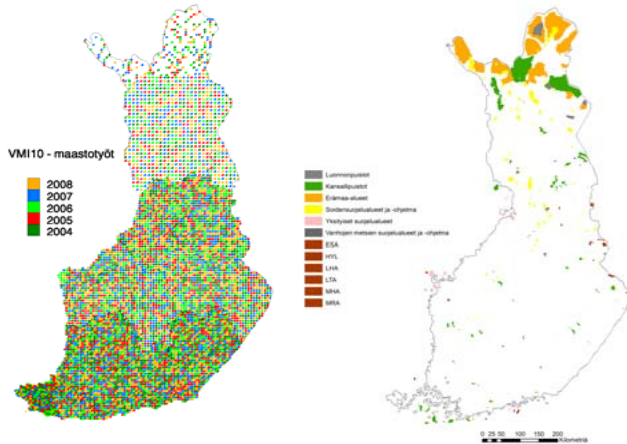 VMI10 - maastotyöt
2008
2007
2006
2005
2004
Luonnonpuistot
Kansallispuistot
Erämaa-alueet
Soidensuojelualueet ja -ohjelma
Yksityiset suojelualueet
Vanhojen metsien suojelualueet ja -ohjelma
ESA
HYL
LHA
LTA
MHA
MRA
0 25 50 100 150 200
Kilometriä